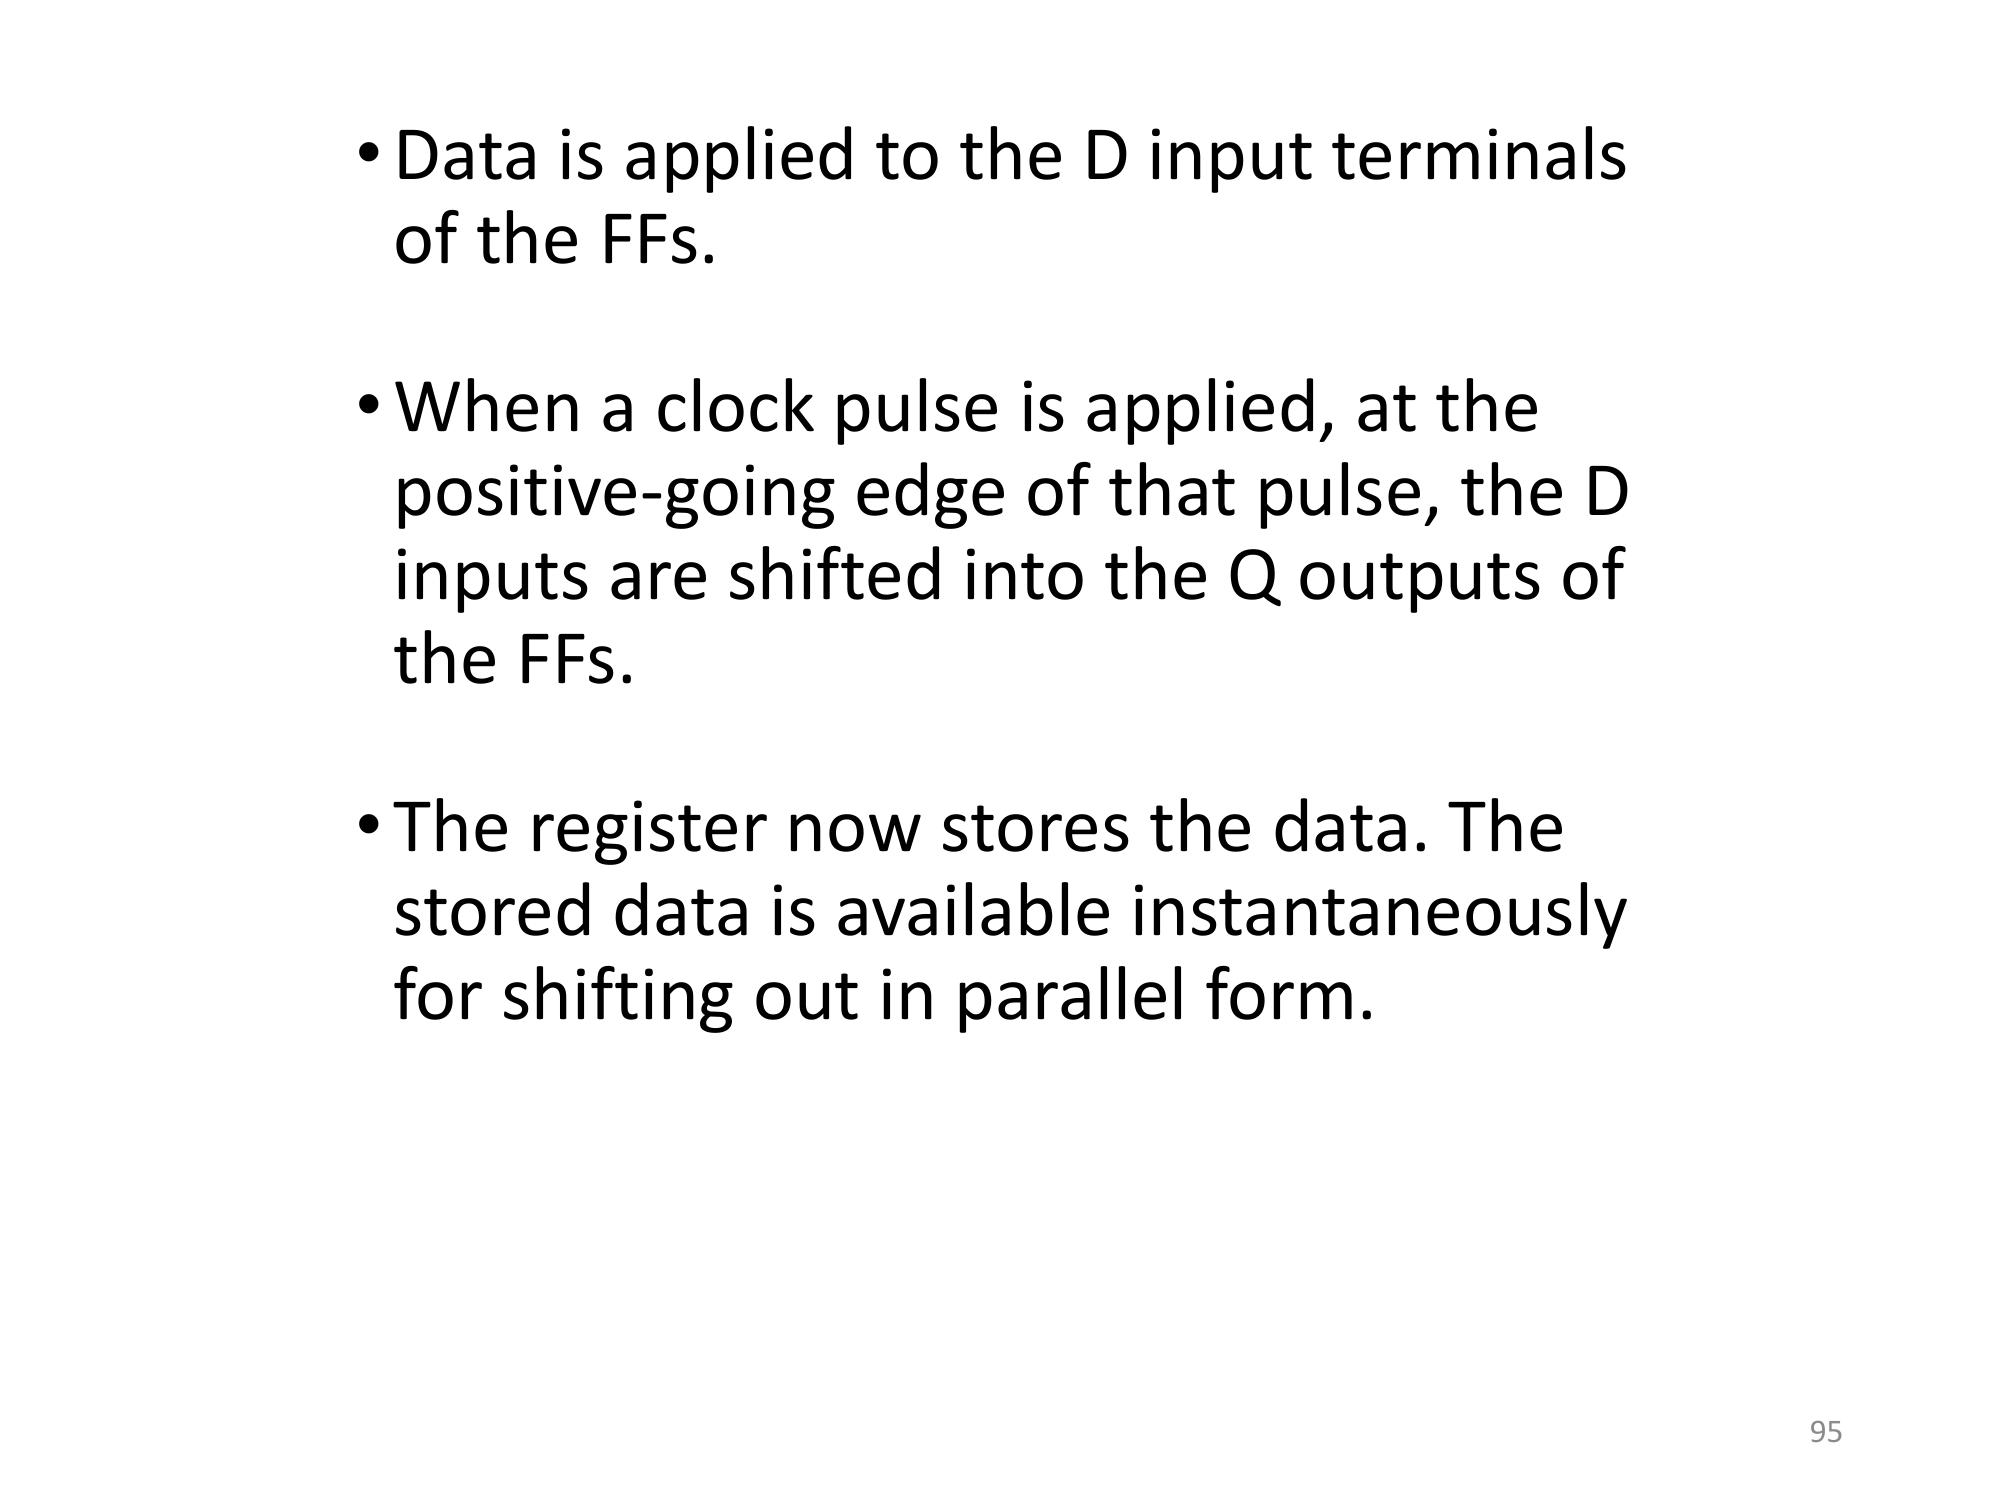 • Data is applied to the D input terminals
of the FFs.
• When a clock pulse is applied, at the
positive-going edge of that pulse, the D
inputs are shifted into the Q outputs of
the FFs.
• The register now stores the data. The
stored data is available instantaneously
for shifting out in parallel form.
95